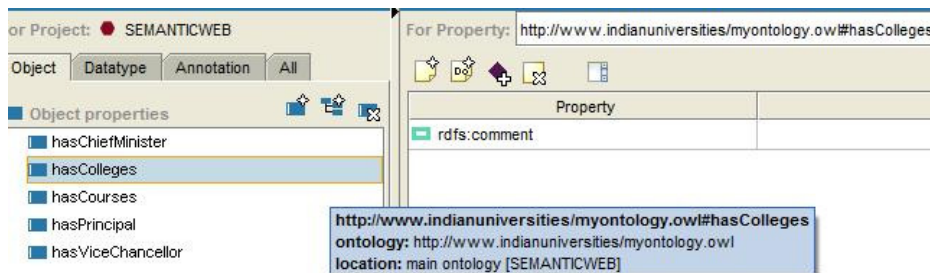 or Project: SEMANTICWEB
Object Datatype Annotation All
Object properties
hasChiefMinister
hasColleges
hasCourses
hasPrincipal
hasViceChancellor
For Property: http://www.indianuniversities/myontology.owl#hasColleges
Property
rdfs:comment
http://www.indianuniversities/myontology.owl#hasColleges
ontology: http://www.indianuniversities/myontology.owl
location: main ontology [SEMANTICWEB]